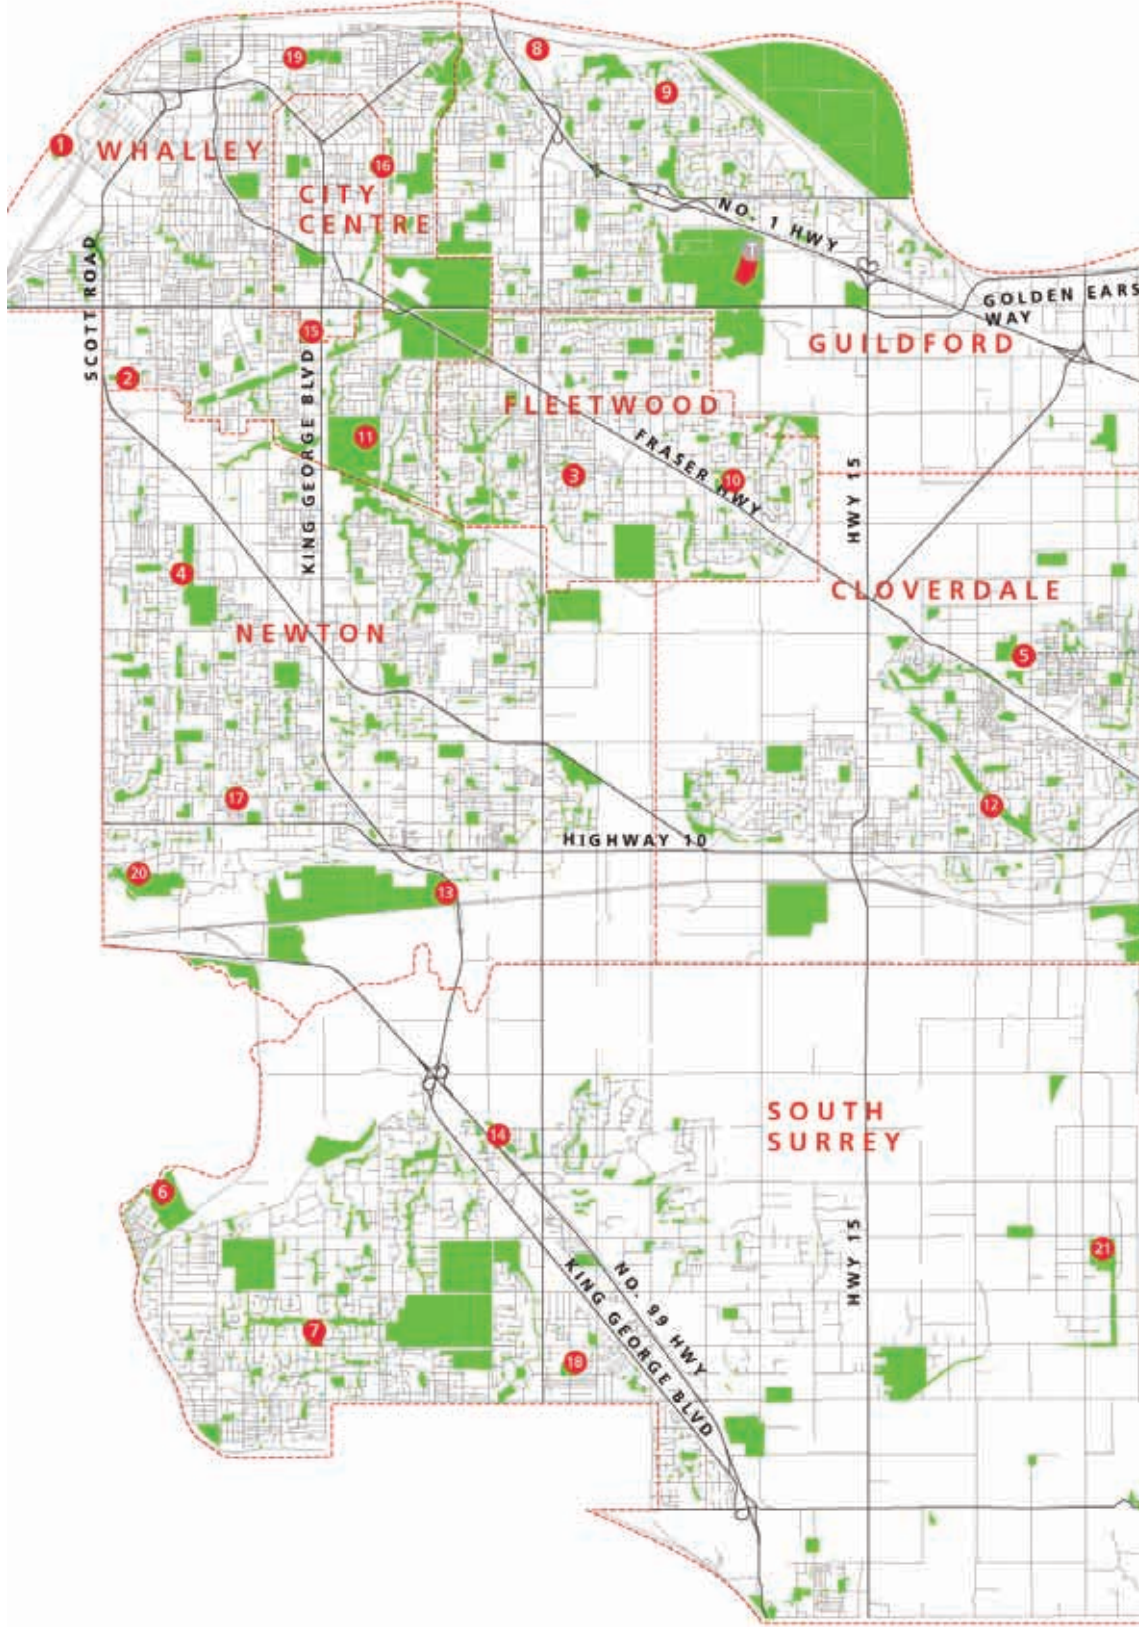 8
19
9
1
WHALLEY
16
CITY
CENTRE
NO. 1 HWY
SCOTT ROAD
GOLDEN EARS
WAY
15
GUILDFORD
2
KING GEORGE BLVD
FLEETWOOD
11
FRASER HWY
3
10
HWY 15
4
CLOVERDALE
NEWTON
5
17
12
HIGHWAY 10
20
13
SOUTH
SURREY
14
6
HWY 15
21
NO. 99 HWY
KING GEORGE BLVD
7
18